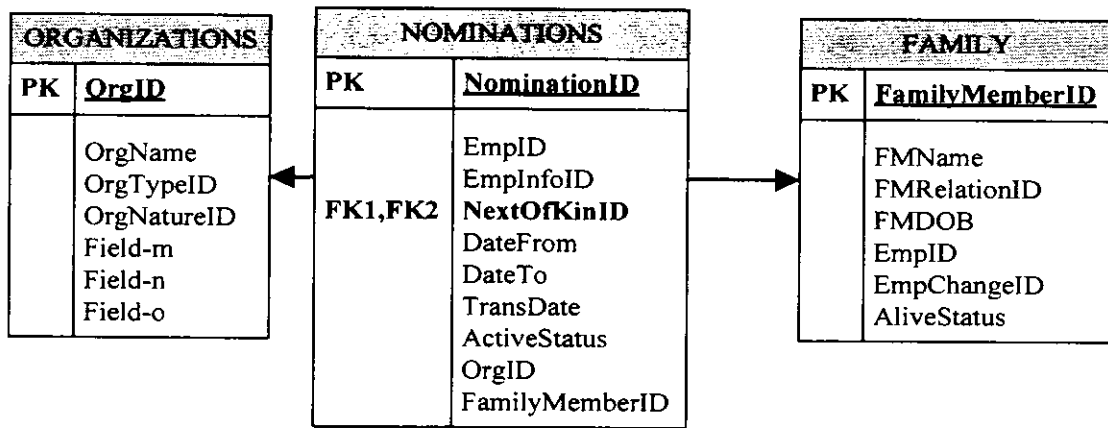 ORGANIZATIONS
PK OrgID
OrgName
OrgTypeID
OrgNatureID
Field-m
Field-n
Field-o
NOMINATIONS
PK NominationID
EmpID
EmpInfoID
FK1,FK2 NextOfKinID
DateFrom
DateTo
TransDate
ActiveStatus
OrgID
FamilyMemberID
FAMILY
PK FamilyMemberID
FMName
FMRelationID
FMDOB
EmpID
EmpChangeID
AliveStatus